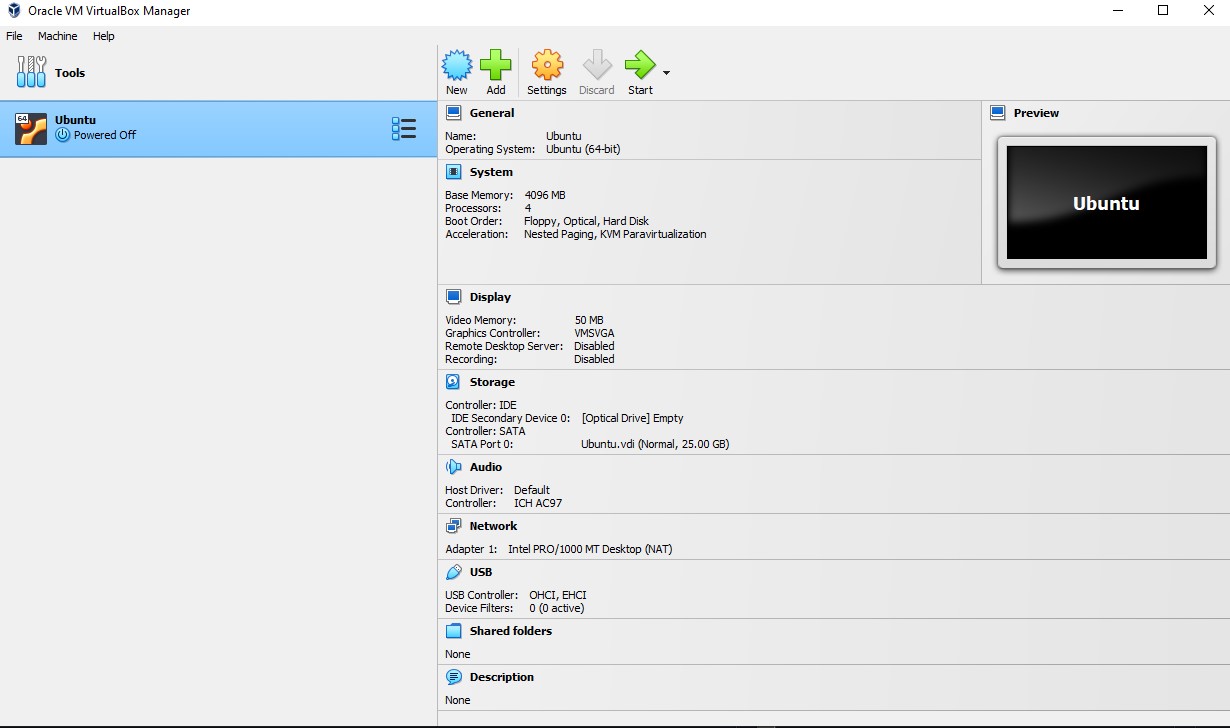 Oracle VM VirtualBox Manager
File Machine Help
Tools
New Add Settings Discard Start
64
Ubuntu
Powered Off
General
Name: Ubuntu
Operating System: Ubuntu (64-bit)
Preview
Ubuntu
System
Base Memory: 4096 MB
Processors: 4
Boot Order: Floppy, Optical, Hard Disk
Acceleration: Nested Paging, KVM Paravirtualization
Display
Video Memory: 50 MB
Graphics Controller: VMSVGA
Remote Desktop Server: Disabled
Recording: Disabled
Storage
Controller: IDE
IDE Secondary Device 0: [Optical Drive] Empty
Controller: SATA
SATA Port 0: Ubuntu.vdi (Normal, 25.00 GB)
Audio
Host Driver: Default
Controller: ICH AC97
Network
Adapter 1: Intel PRO/1000 MT Desktop (NAT)
USB
USB Controller: OHCI, EHCI
Device Filters: 0 (0 active)
Shared folders
None
Description
None